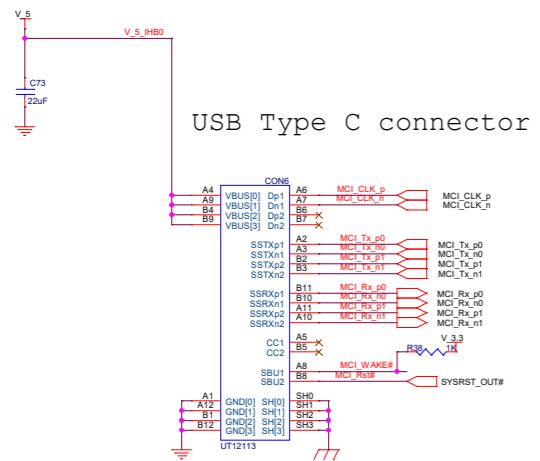 V_5
V_5_IHB0
C73
22uF
USB Type C connector
CON6
A4 VBUS[0] Dp1 A6 MCI_CLK_p MCI_CLK_p
A9 VBUS[1] Dn1 A7 MCI_CLK_n MCI_CLK_n
B4 VBUS[2] Dp2 B6
B9 VBUS[3] Dn2 B7
SSTXp1 A2 MCI_Tx_p0 MCI_Tx_p0
SSTXn1 A3 MCI_Tx_n0 MCI_Tx_n0
SSTXp2 B2 MCI_Tx_p1 MCI_Tx_p1
SSTXn2 B3 MCI_Tx_n1 MCI_Tx_n1
SSRXp1 B11 MCI_Rx_p0 MCI_Rx_p0
SSRXn1 B10 MCI_Rx_n0 MCI_Rx_n0
SSRXp2 A11 MCI_Rx_p1 MCI_Rx_p1
SSRXn2 A10 MCI_Rx_n1 MCI_Rx_n1
CC1 A5
CC2 B5
V_3.3
R38 1K
SBU1 A8 MCI_WAKE#
SBU2 B8 MCI_Rst# SYSRST_OUT#
A1 GND[0] SH[0] SH0
A12 GND[1] SH[1] SH1
B1 GND[2] SH[2] SH2
B12 GND[3] SH[3] SH3
UT12113